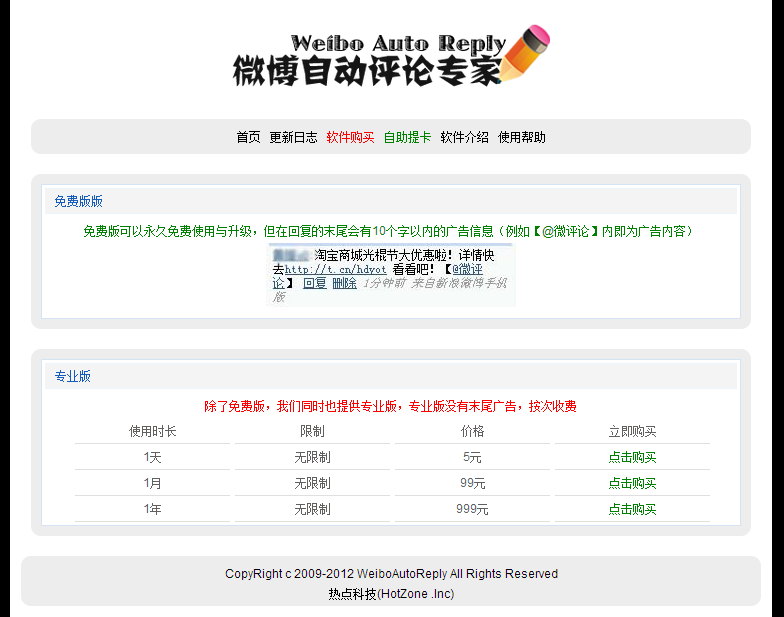 Weibo Auto Reply
微博自动评论专家
首页 更新日志 软件购买 自助提卡 软件介绍 使用帮助
免费版版
免费版可以永久免费使用与升级，但在回复的末尾会有10个字以内的广告信息（例如【@微评论】内即为广告内容）
淘宝商城光棍节大优惠啦！详情快
去http://t.cn/hdyot 看看吧！【@微评
论】 回复 删除 1分钟前 来自新浪微博手机
版
专业版
除了免费版，我们同时也提供专业版，专业版没有末尾广告，按次收费
使用时长 限制 价格 立即购买
1天 无限制 5元 点击购买
1月 无限制 99元 点击购买
1年 无限制 999元 点击购买
CopyRight c 2009-2012 WeiboAutoReply All Rights Reserved
热点科技(HotZone .Inc)